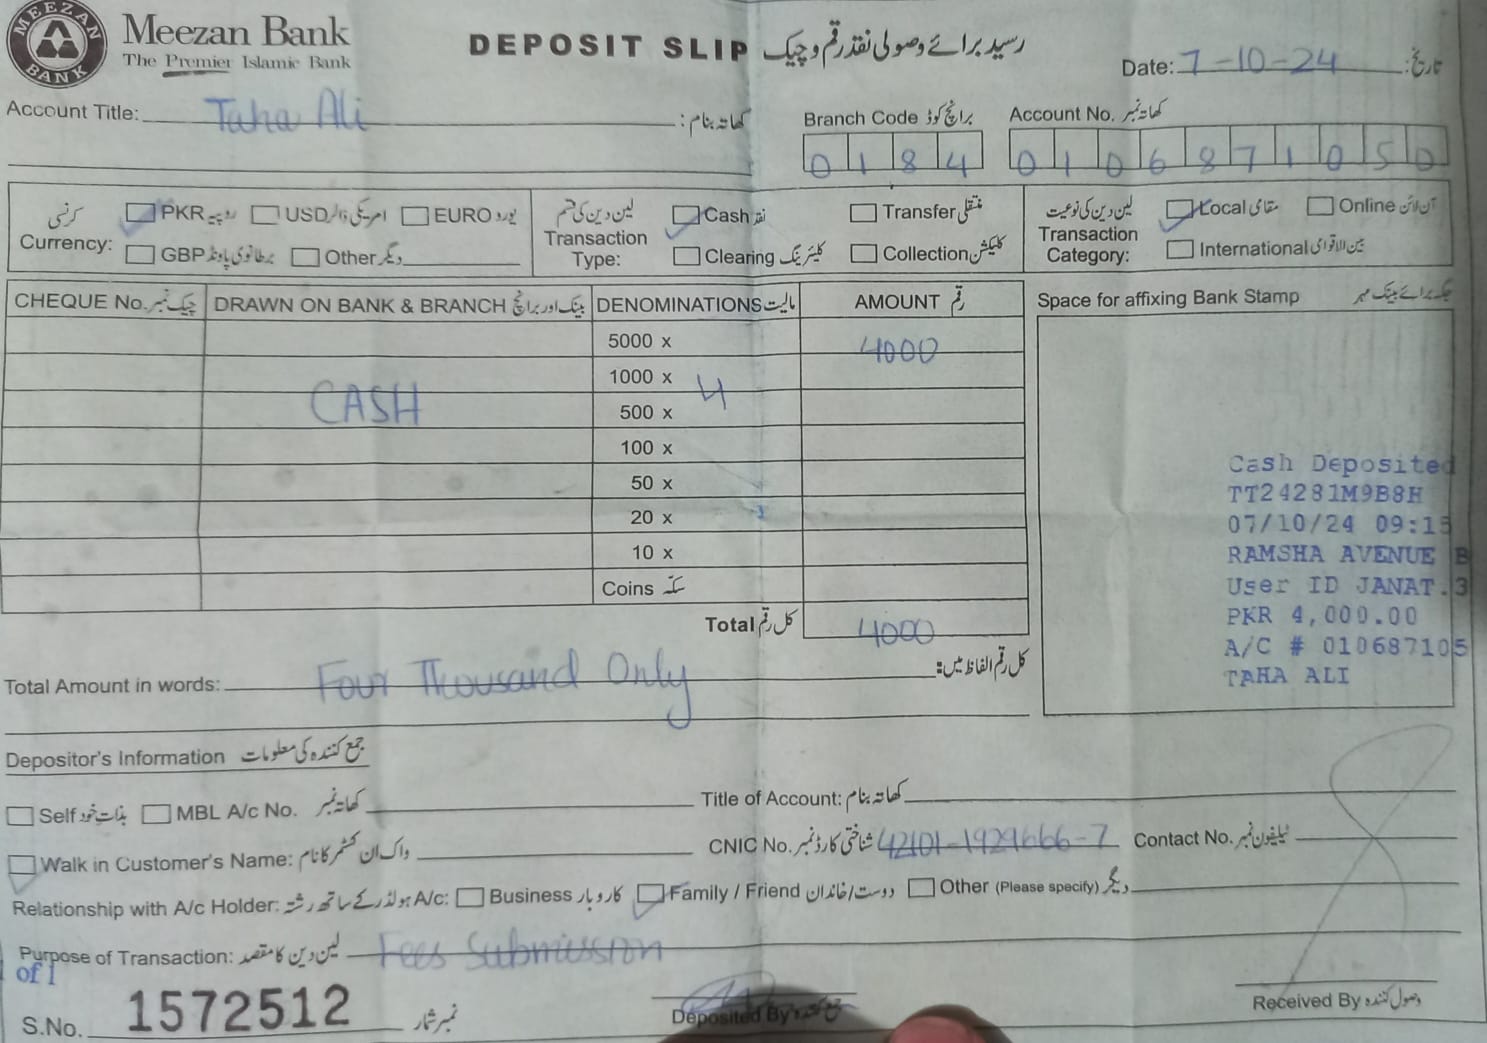 MEEZAN BANK
Meezan Bank
The Premier Islamic Bank
DEPOSIT SLIP رسید برائے وصولی نقد رقم و چیک
Date: 7-10-24 تاریخ:
Account Title: Taha Ali کھاتہ بنام:
Branch Code برانچ کوڈ Account No. کھاتہ نمبر
0184 0106871050
کرنسی PKR روپیہ USD امریکی ڈالر EURO یورو
Currency: GBP برطانوی پاؤنڈ Other دیگر
لین دین کی قسم Cash نقد Transfer منتقلی
Transaction Type: Clearing کلیئرنگ Collection کلیکشن
لین دین کی نوعیت Local مقامی Online آن لائن
Transaction Category: International بین الاقوامی
CHEQUE No. چیک نمبر DRAWN ON BANK & BRANCH بینک اور برانچ DENOMINATIONS مالیت AMOUNT رقم
Space for affixing Bank Stamp جگہ برائے بینک مہر
5000 x 4000
1000 x 4
CASH
500 x
100 x
50 x
20 x
10 x
Coins سکّے
Total کل رقم 4000
Cash Deposited
TT24281M9B8H
07/10/24 09:15
RAMSHA AVENUE B
User ID JANAT.3
PKR 4,000.00
A/C # 010687105
TAHA ALI
Total Amount in words: Four Thousand Only کل رقم الفاظ میں:
Depositor's Information جمع کنندہ کی معلومات
Self بذات خود MBL A/c No. کھاتہ نمبر Title of Account: کھاتہ بنام:
Walk in Customer's Name: واک ان کسٹمر کا نام: CNIC No. شناختی کارڈ نمبر 42101-1929666-7 Contact No. ٹیلیفون نمبر
Relationship with A/c Holder: ہولڈر کے ساتھ رشتہ A/c: Business کاروبار Family / Friend دوست/خاندان Other (Please specify) دیگر
Purpose of Transaction: لین دین کا مقصد Fees Submission
of 1
S.No. 1572512 نمبر شمار
Deposited By جمع کنندہ
Received By وصول کنندہ